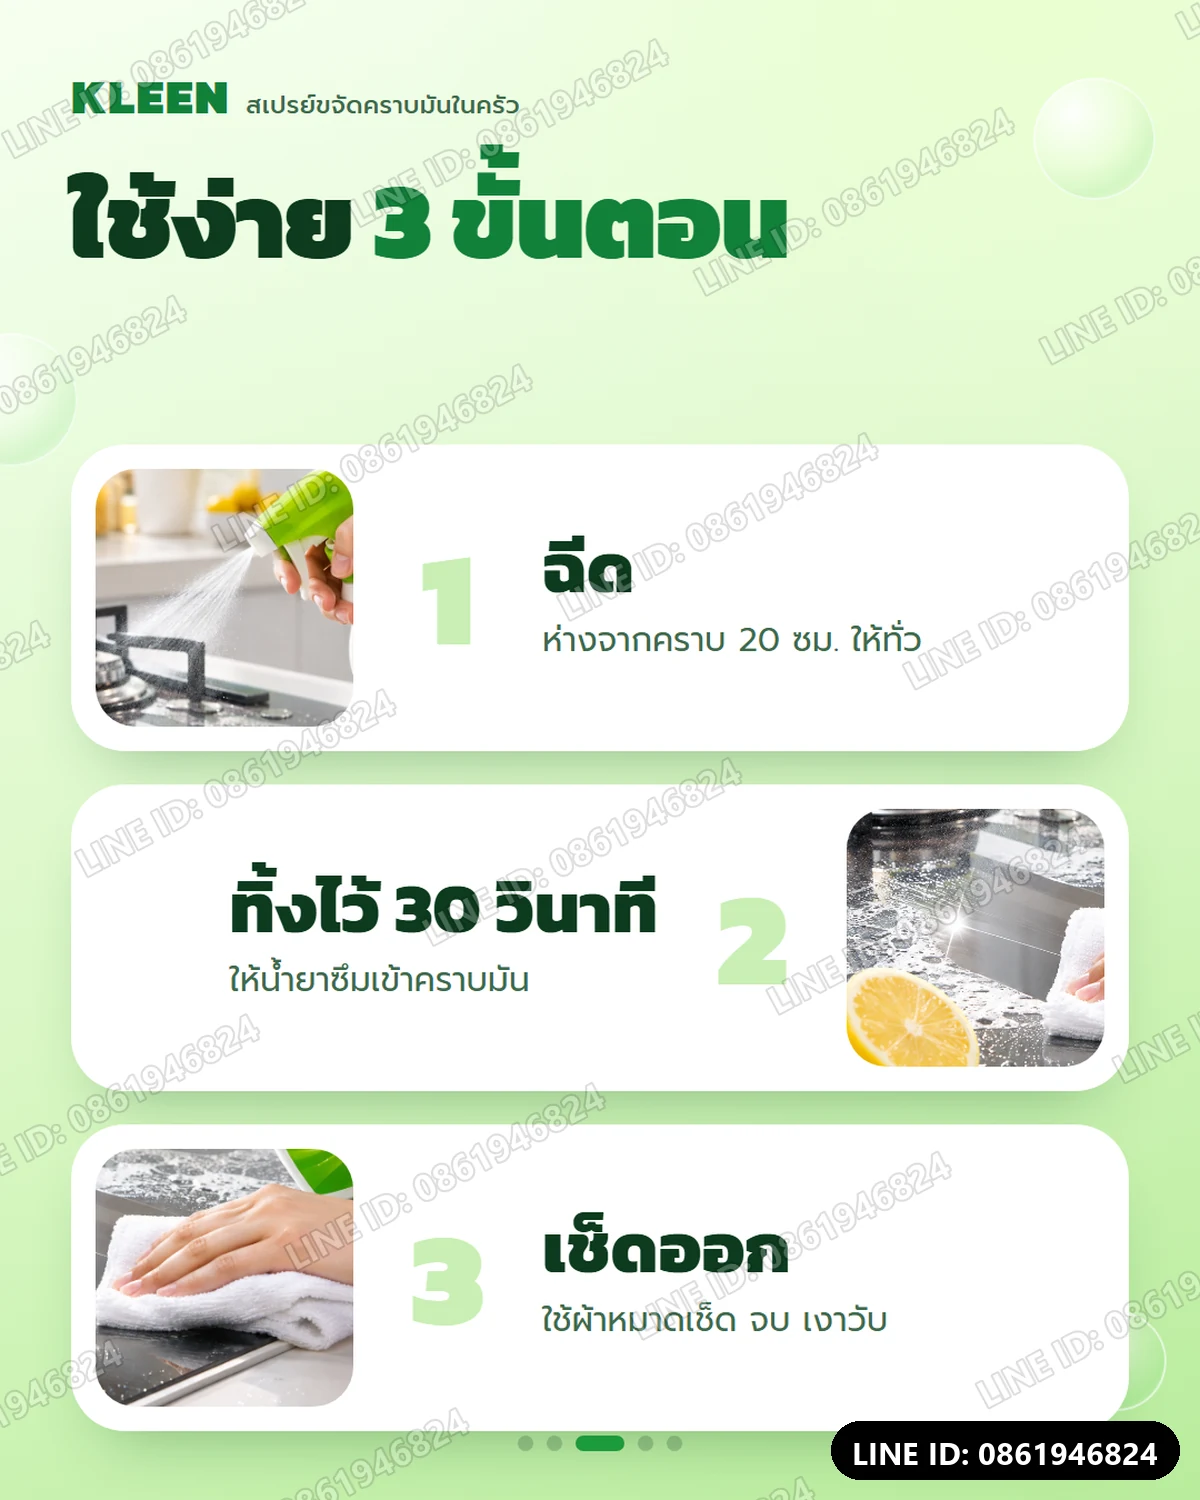 KLEEN สเปรย์ขจัดคราบมันในครัว
ใช้ง่าย 3 ขั้นตอน
1
ฉีด
ห่างจากคราบ 20 ซม. ให้ทั่ว
ทิ้งไว้ 30 วินาที
ให้น้ำยาซึมเข้าคราบมัน
2
3
เช็ดออก
ใช้ผ้าหมาดเช็ด จบ เงาวับ
LINE ID: 0861946824